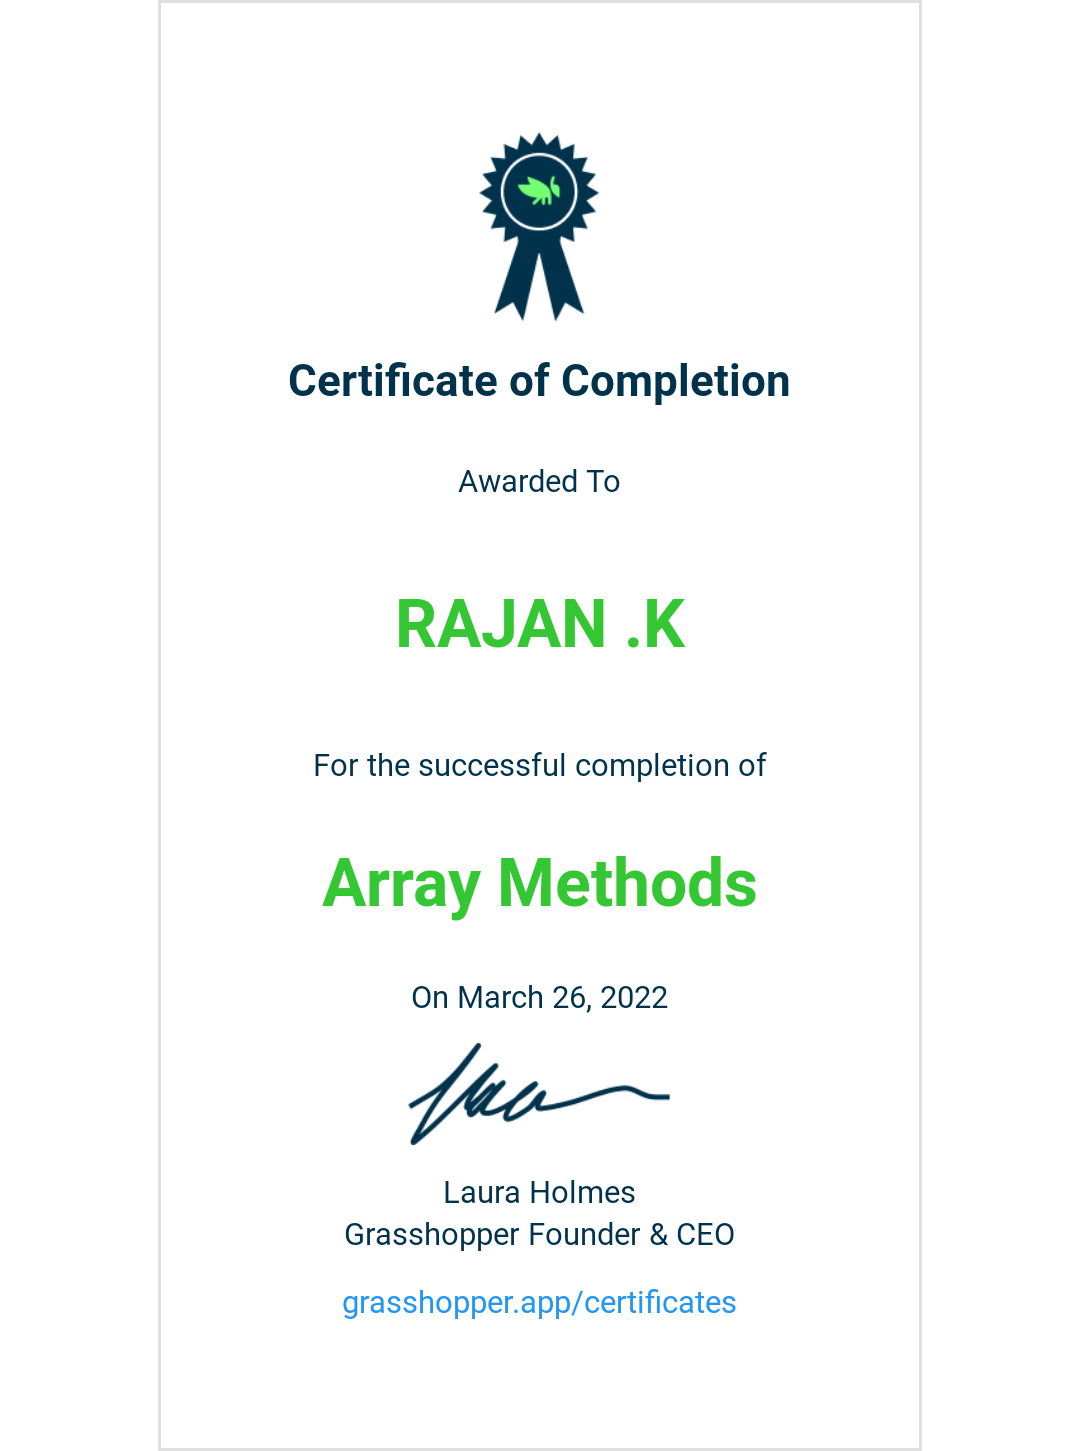 Certificate of Completion
Awarded To
RAJAN .K
For the successful completion of
Array Methods
On March 26, 2022
Laura Holmes
Grasshopper Founder & CEO
grasshopper.app/certificates